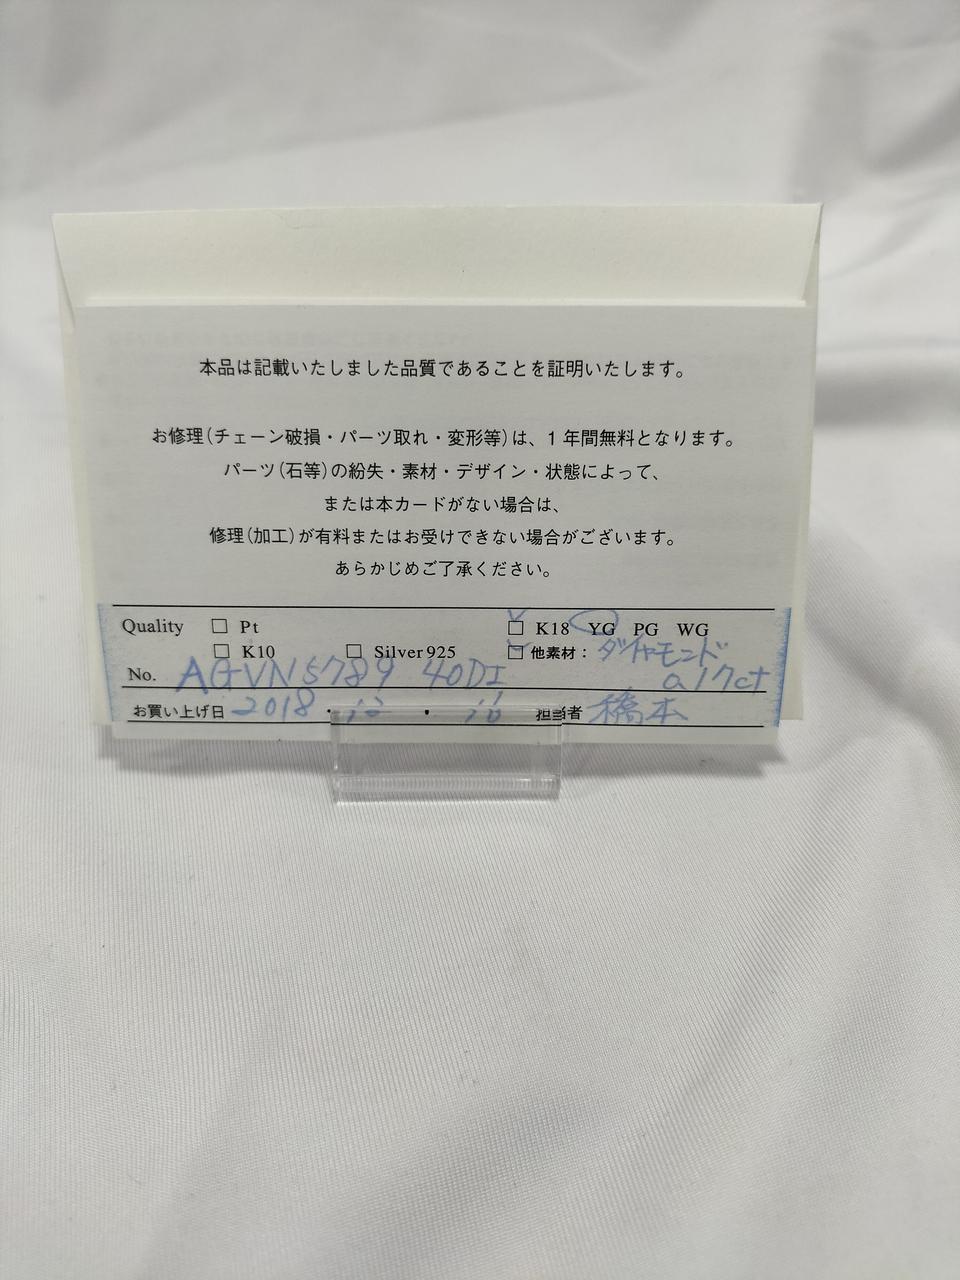 本品は記載いたしました品質であることを証明いたします。
お修理(チェーン破損・パーツ取れ・変形等)は、1年間無料となります。
パーツ(石等)の紛失・素材・デザイン・状態によって、
または本カードがない場合は、
修理(加工)が有料またはお受けできない場合がございます。
あらかじめご了承ください。
Quality □ Pt □ K18 YG PG WG
□ K10 □ Silver925 □ 他素材: ダイヤモンド
No. AGVN5789 40DI 0.17ct
お買い上げ日 2018・12・16 担当者 橋本